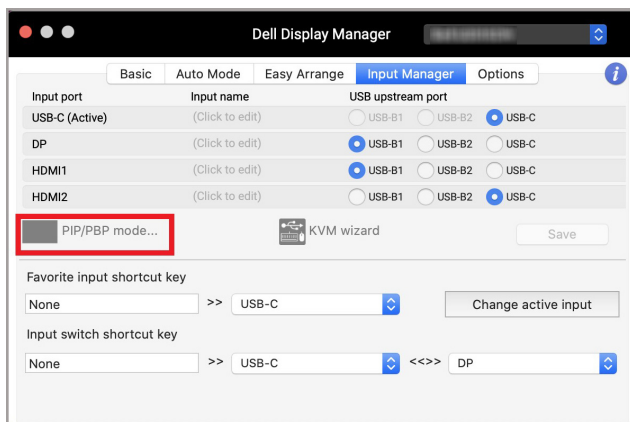 Dell Display Manager
Basic Auto Mode Easy Arrange Input Manager Options i
Input port Input name USB upstream port
USB-C (Active) (Click to edit) USB-B1 USB-B2 USB-C
DP (Click to edit) USB-B1 USB-B2 USB-C
HDMI1 (Click to edit) USB-B1 USB-B2 USB-C
HDMI2 (Click to edit) USB-B1 USB-B2 USB-C
PIP/PBP mode... KVM wizard Save
Favorite input shortcut key
None >> USB-C Change active input
Input switch shortcut key
None >> USB-C <<>> DP